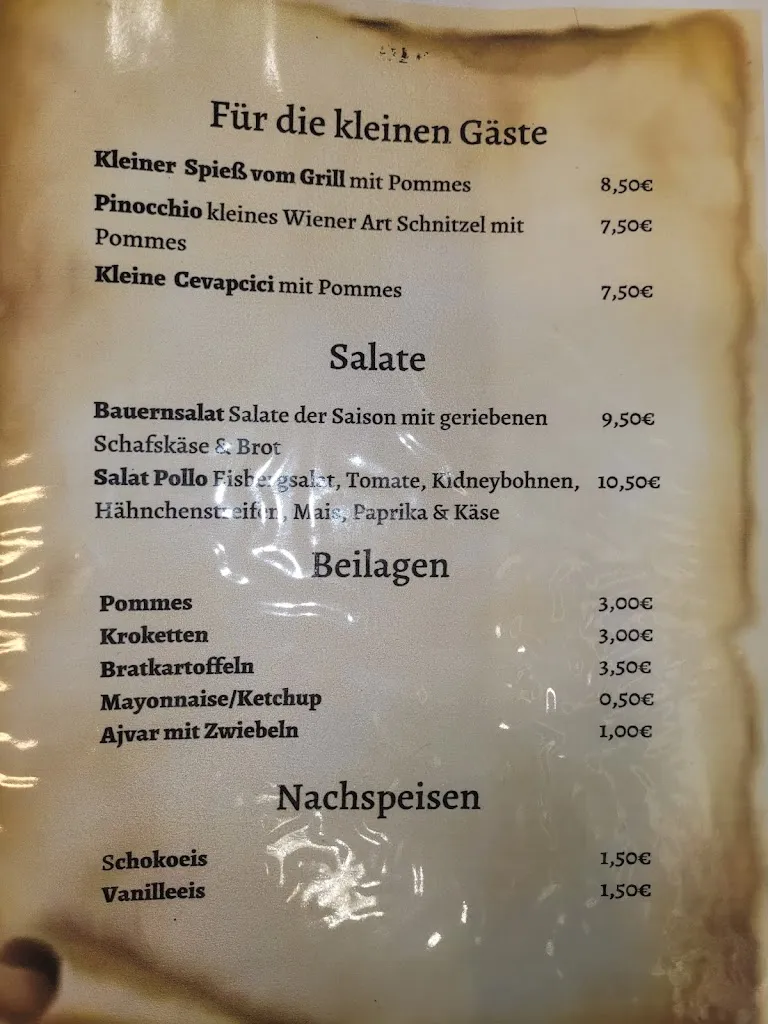 Für die kleinen Gäste
Kleiner Spieß vom Grill mit Pommes 8,50€
Pinocchio kleines Wiener Art Schnitzel mit 7,50€
Pommes
Kleine Cevapcici mit Pommes 7,50€
Salate
Bauernsalat Salate der Saison mit geriebenen 9,50€
Schafskäse & Brot
Salat Pollo Eisbergsalat, Tomate, Kidneybohnen, 10,50€
Hähnchenstreifen, Mais, Paprika & Käse
Beilagen
Pommes 3,00€
Kroketten 3,00€
Bratkartoffeln 3,50€
Mayonnaise/Ketchup 0,50€
Ajvar mit Zwiebeln 1,00€
Nachspeisen
Schokoeis 1,50€
Vanilleeis 1,50€